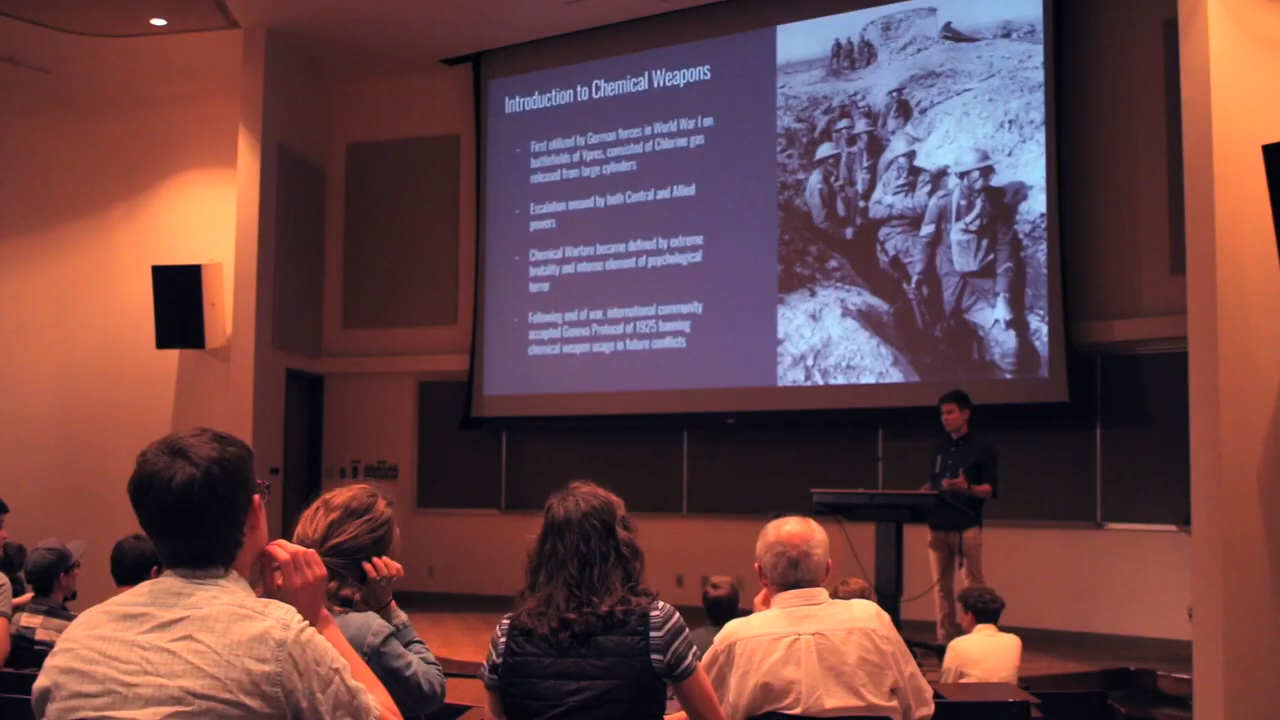 Introduction to Chemical Weapons
- First utilized by German forces in World War I on
battlefields of Ypres, consisted of Chlorine gas
released from large cylinders
- Escalation ensued by both Central and Allied
powers
- Chemical Warfare became defined by extreme
brutality and intense element of psychological
terror
- Following end of war, international community
accepted Geneva Protocol of 1925 banning
chemical weapon usage in future conflicts